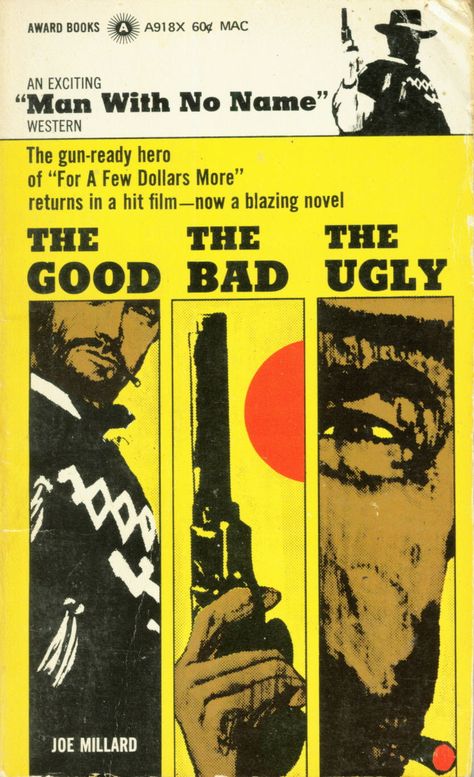 AWARD BOOKS A A918X 60¢ MAC
AN EXCITING
"Man With No Name"
WESTERN
The gun-ready hero
of "For A Few Dollars More"
returns in a hit film—now a blazing novel
THE THE THE
GOOD BAD UGLY
JOE MILLARD